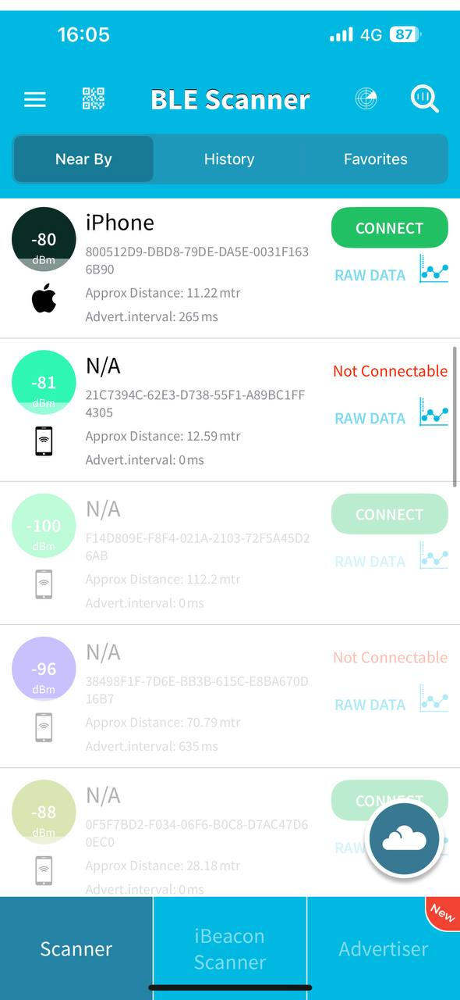 16:05
4G 87
BLE Scanner
Near By
History
Favorites
-80
dBm
iPhone
800512D9-DBD8-79DE-DA5E-0031F163
6B90
Approx Distance: 11.22 mtr
Advert.interval: 265 ms
CONNECT
RAW DATA
-81
dBm
N/A
21C7394C-62E3-D738-55F1-A89BC1FF
4305
Approx Distance: 12.59 mtr
Advert.interval: 0 ms
Not Connectable
RAW DATA
-100
dBm
N/A
F14D809E-F8F4-021A-2103-72F5A45D2
6AB
Approx Distance: 112.2 mtr
Advert.interval: 0 ms
CONNECT
RAW DATA
-96
dBm
N/A
38498F1F-7D6E-BB3B-615C-E8BA670D
16B7
Approx Distance: 70.79 mtr
Advert.interval: 635 ms
Not Connectable
RAW DATA
-88
dBm
N/A
0F5F7BD2-F034-06F6-B0C8-D7AC47D6
0EC0
Approx Distance: 28.18 mtr
Advert.interval: 0 ms
CONNECT
Scanner
iBeacon
Scanner
Advertiser
New